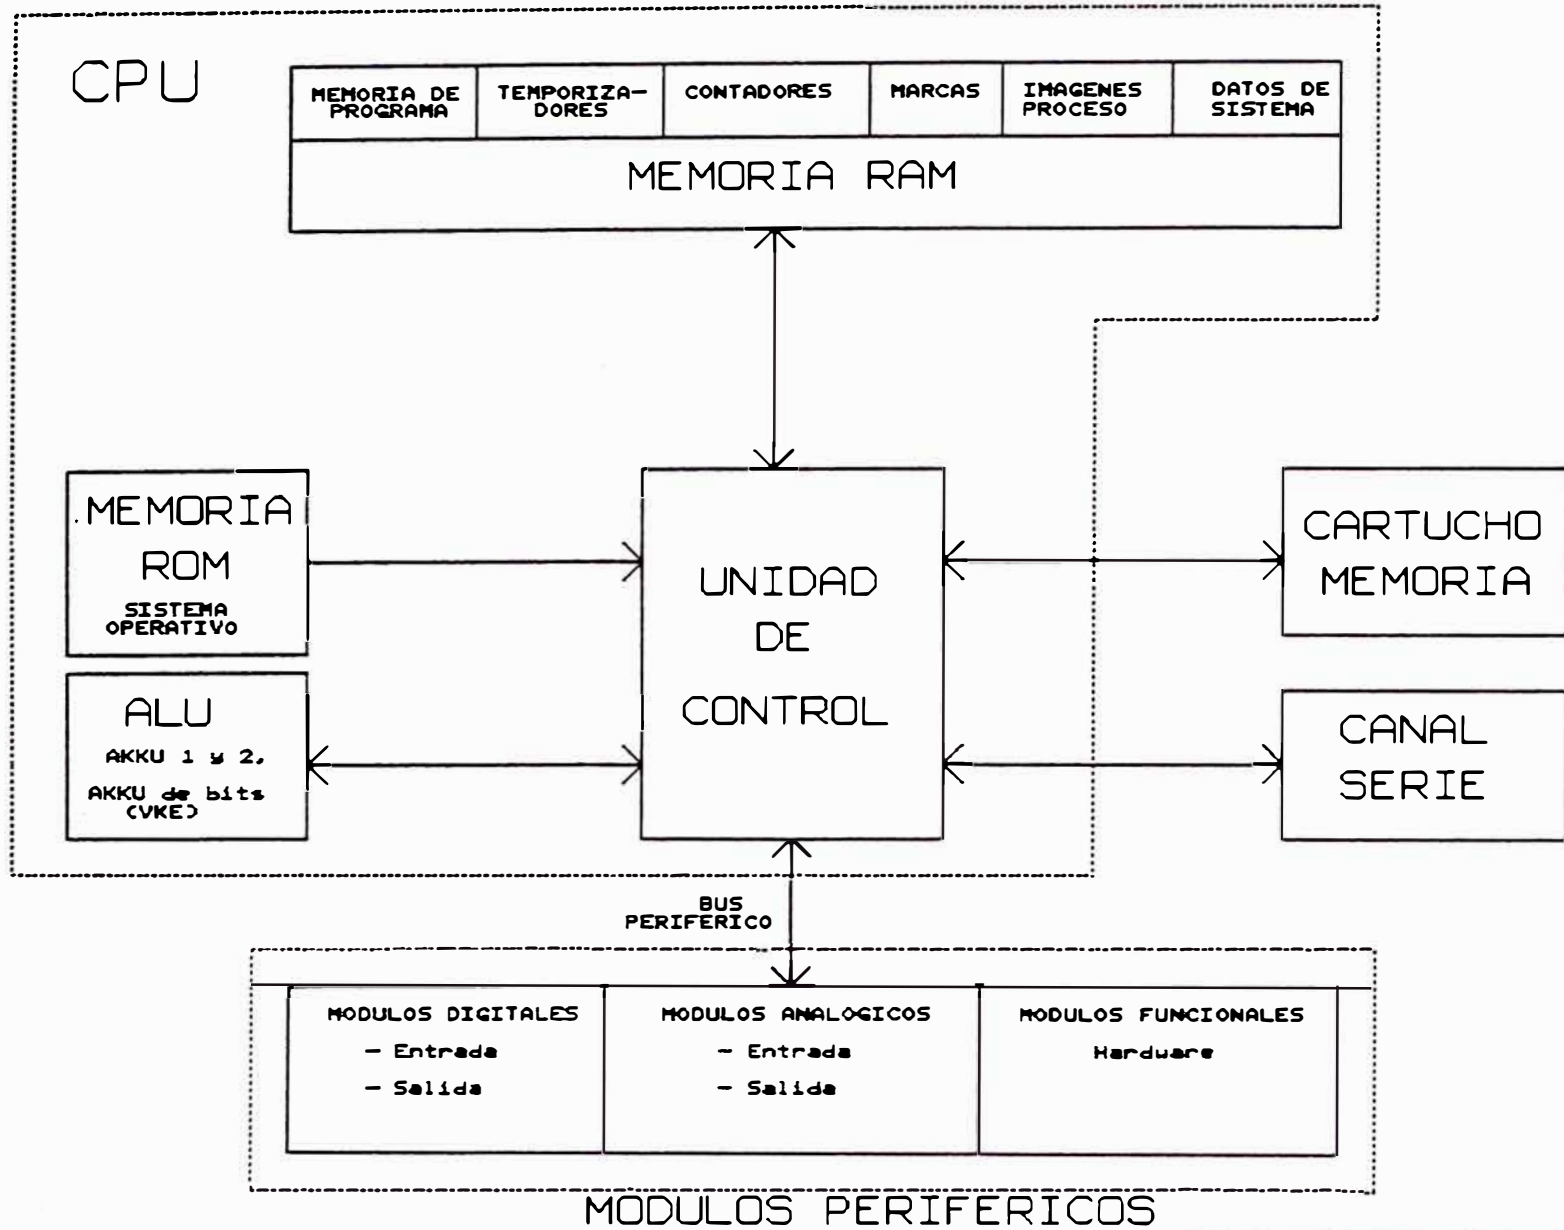 CPU
MEMORIA DE
PROGRAMA
TEMPORIZA-
DORES
CONTADORES
MARCAS
IMAGENES
PROCESO
DATOS DE
SISTEMA
MEMORIA RAM
MEMORIA
ROM
SISTEMA
OPERATIVO
ALU
AKKU 1 y 2,
AKKU de bits
(VKE)
UNIDAD
DE
CONTROL
CARTUCHO
MEMORIA
CANAL
SERIE
BUS
PERIFERICO
MODULOS DIGITALES
- Entrada
- Salida
MODULOS ANALOGICOS
- Entrada
- Salida
MODULOS FUNCIONALES
Hardware
MODULOS PERIFERICOS